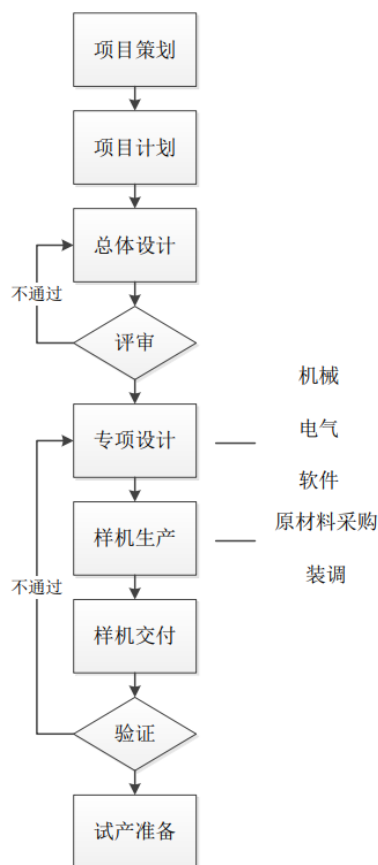 项目策划
项目计划
总体设计
不通过
评审
机械
专项设计
电气
软件
样机生产
原材料采购
装调
不通过
样机交付
验证
试产准备